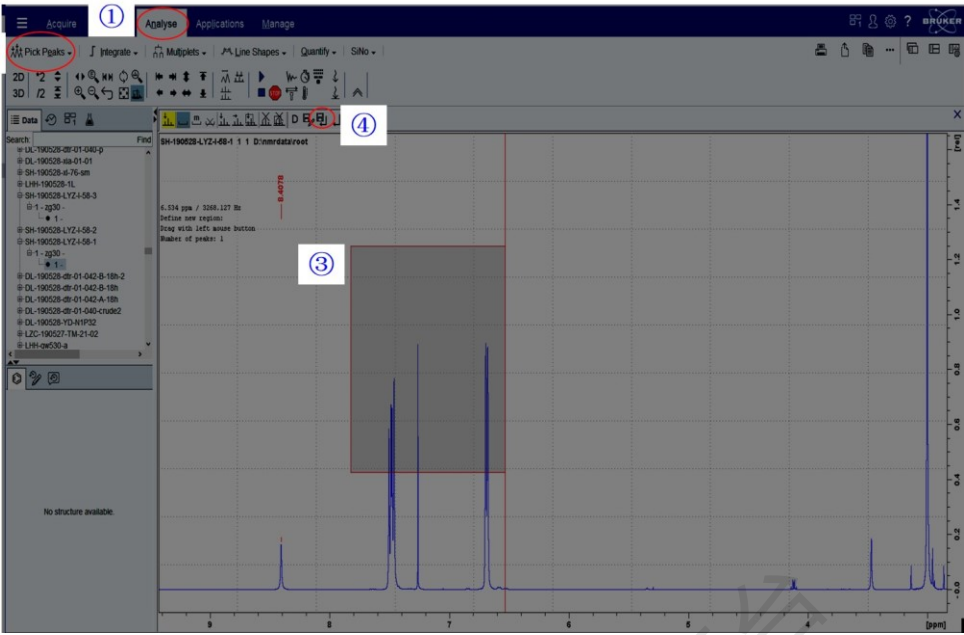 Acquire ① Analyse Applications Manage BRUKER
Pick Peaks Integrate Multiplets Line Shapes Quantify SiNo
2D *2
3D /2
Data D ④
Search: Find
SH-190528-LYZ-I-58-1 1 1 D:\nmrdata\root
DL-190528-dtr-01-040-p
DL-190528-xla-01-01
SH-190528-xl-76-sm
LHH-190528-1L
SH-190528-LYZ-I-58-3
1 - zg30 -
1 -
SH-190528-LYZ-I-58-2
SH-190528-LYZ-I-58-1
1 - zg30 -
1 -
DL-190528-dtr-01-042-B-18h-2
DL-190528-dtr-01-042-B-18h
DL-190528-dtr-01-042-A-18h
DL-190528-dtr-01-040-crude2
DL-190528-YD-N1P32
LZC-190527-TM-21-02
LHH-qw530-a
No structure available.
8.4078
6.534 ppm / 3268.127 Hz
Define new region:
Drag with left mouse button
Number of peaks: 1
③
[rel]
1.4
1.2
1.0
0.8
0.6
0.4
0.2
0.0
9 8 7 6 5 4 [ppm]